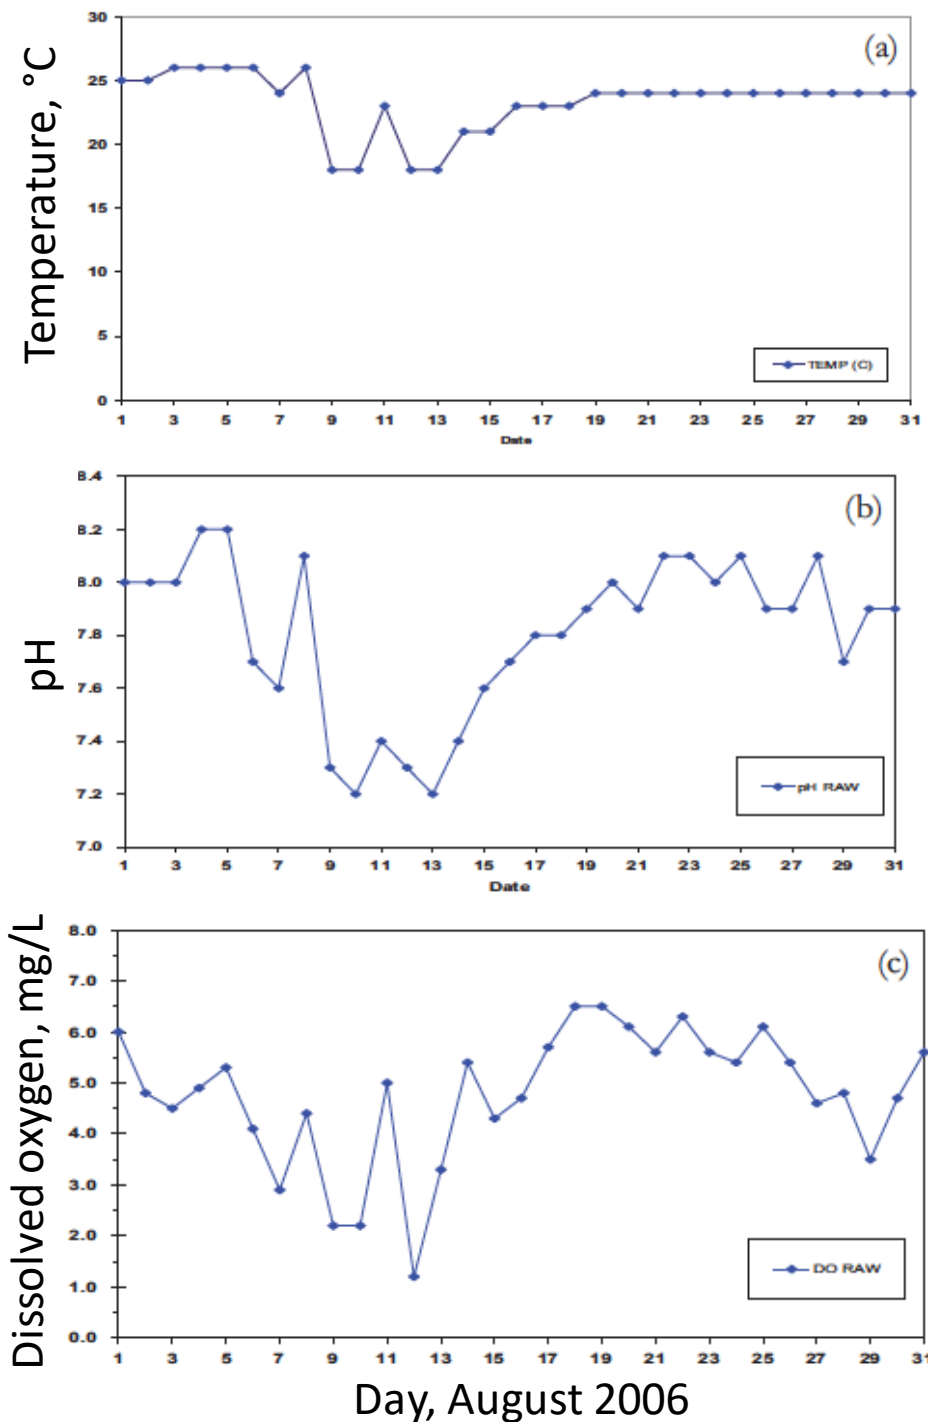 Temperature, °C
30
25
20
15
10
5
0
(a)
TEMP (C)
1 3 5 7 9 11 13 15 17 19 21 23 25 27 29 31
Date
pH
8.4
8.2
8.0
7.8
7.6
7.4
7.2
7.0
(b)
pH RAW
1 3 5 7 9 11 13 15 17 19 21 23 25 27 29 31
Date
Dissolved oxygen, mg/L
8.0
7.0
6.0
5.0
4.0
3.0
2.0
1.0
0.0
(c)
DO RAW
1 3 5 7 9 11 13 15 17 19 21 23 25 27 29 31
Day, August 2006